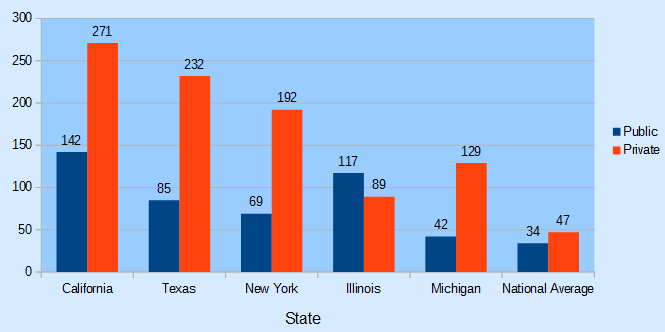 300
250
200
150
100
50
0
142
271
85
232
69
192
117
89
42
129
34
47
Public
Private
California
Texas
New York
Illinois
Michigan
National Average
State